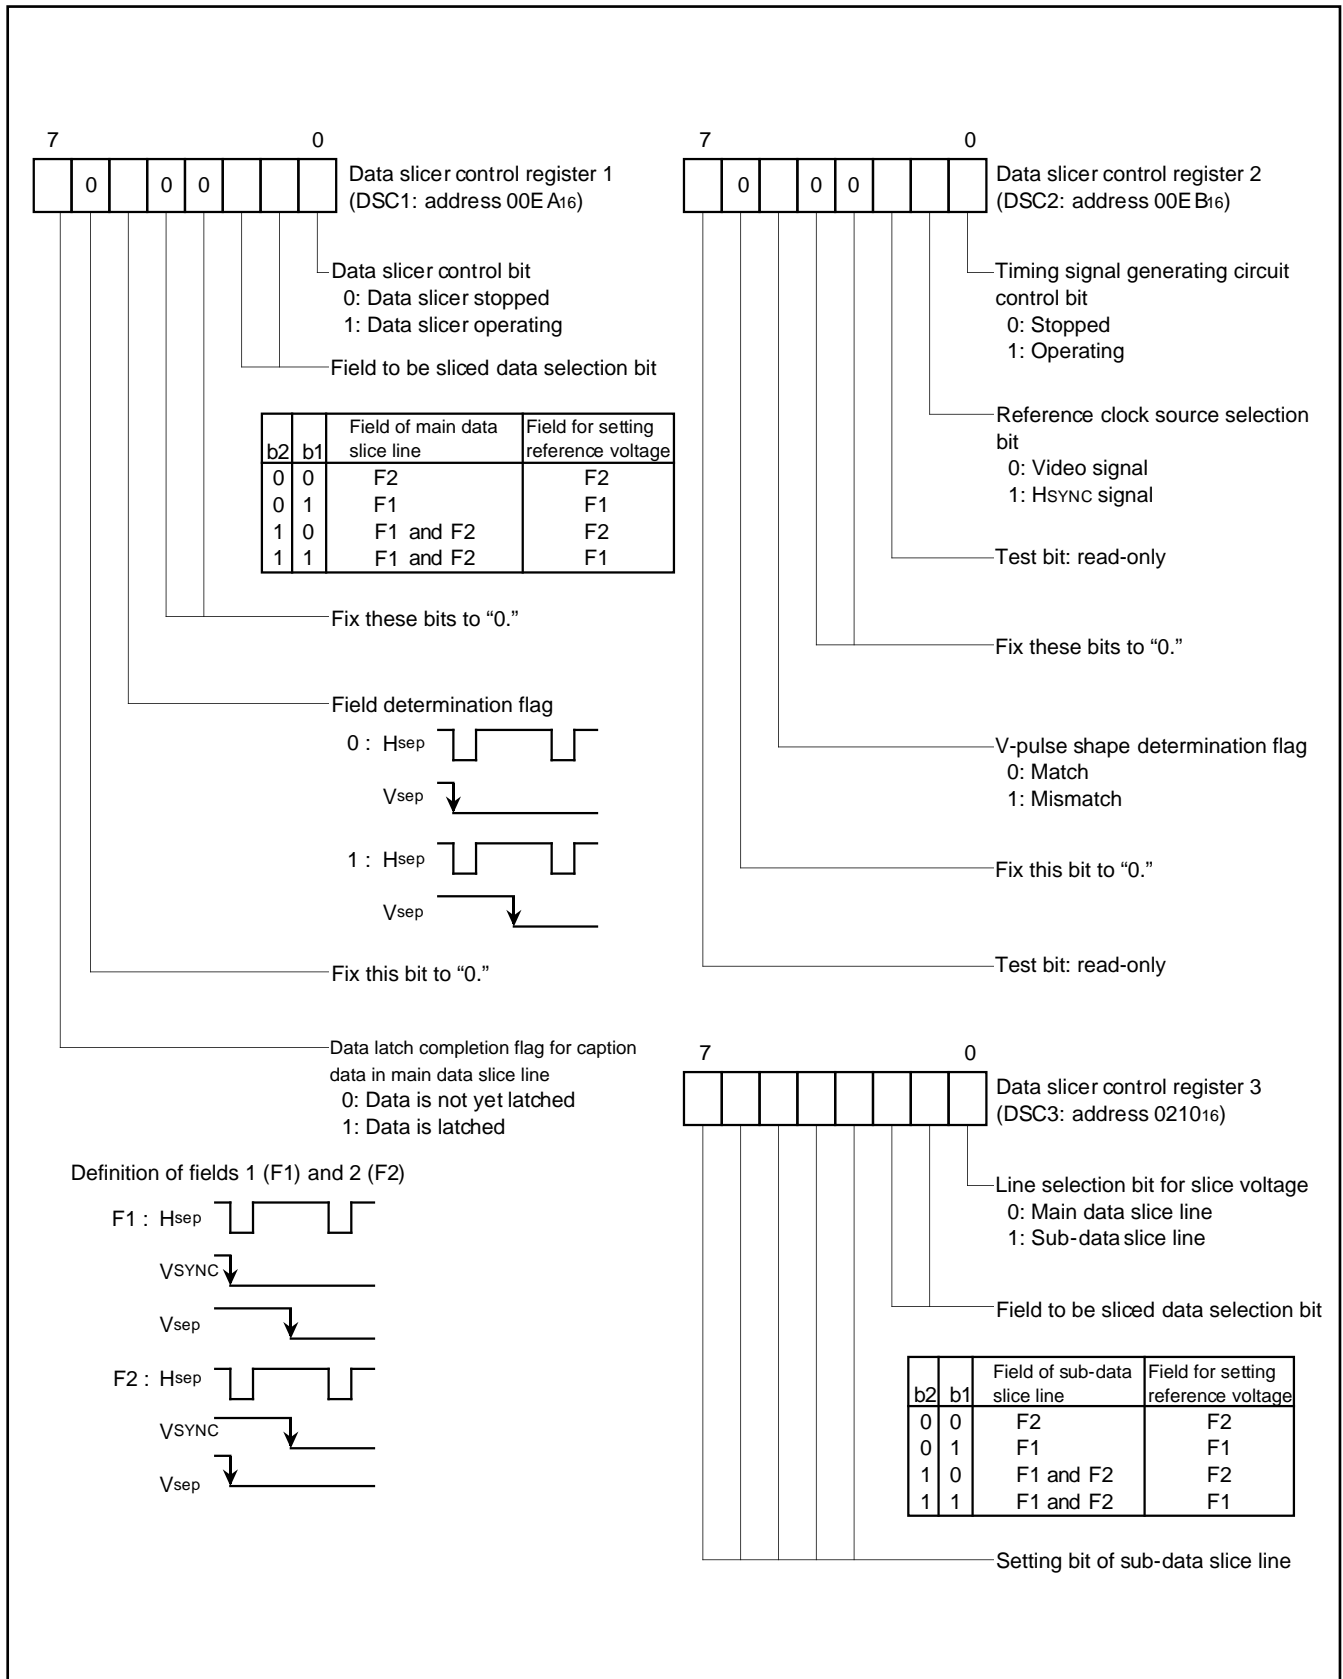 7 0
0 0 0
Data slicer control register 1
(DSC1: address 00EA16)
Data slicer control bit
0: Data slicer stopped
1: Data slicer operating
Field to be sliced data selection bit
b2 b1 Field of main data slice line Field for setting reference voltage
0 0 F2 F2
0 1 F1 F1
1 0 F1 and F2 F2
1 1 F1 and F2 F1
Fix these bits to “0.”
Field determination flag
0 : Hsep
Vsep
1 : Hsep
Vsep
Fix this bit to “0.”
Data latch completion flag for caption
data in main data slice line
0: Data is not yet latched
1: Data is latched
Definition of fields 1 (F1) and 2 (F2)
F1 : Hsep
VSYNC
Vsep
F2 : Hsep
VSYNC
Vsep
7 0
0 0 0
Data slicer control register 2
(DSC2: address 00EB16)
Timing signal generating circuit
control bit
0: Stopped
1: Operating
Reference clock source selection
bit
0: Video signal
1: HSYNC signal
Test bit: read-only
Fix these bits to “0.”
V-pulse shape determination flag
0: Match
1: Mismatch
Fix this bit to “0.”
Test bit: read-only
7 0
Data slicer control register 3
(DSC3: address 021016)
Line selection bit for slice voltage
0: Main data slice line
1: Sub-data slice line
Field to be sliced data selection bit
b2 b1 Field of sub-data slice line Field for setting reference voltage
0 0 F2 F2
0 1 F1 F1
1 0 F1 and F2 F2
1 1 F1 and F2 F1
Setting bit of sub-data slice line